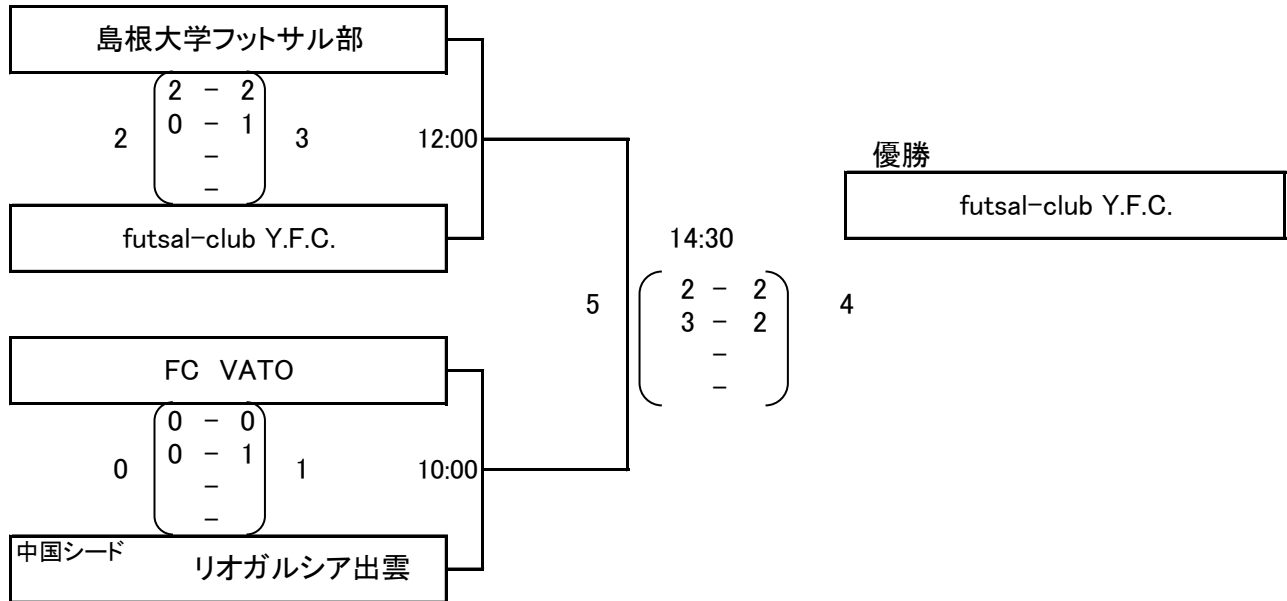 島根大学フットサル部
2 - 2
2 0 - 1 3 12:00
-
-
futsal-club Y.F.C.
優勝
futsal-club Y.F.C.
14:30
5 2 - 2 4
3 - 2
-
-
FC VATO
0 - 0
0 0 - 1 1 10:00
-
-
中国シード リオガルシア出雲